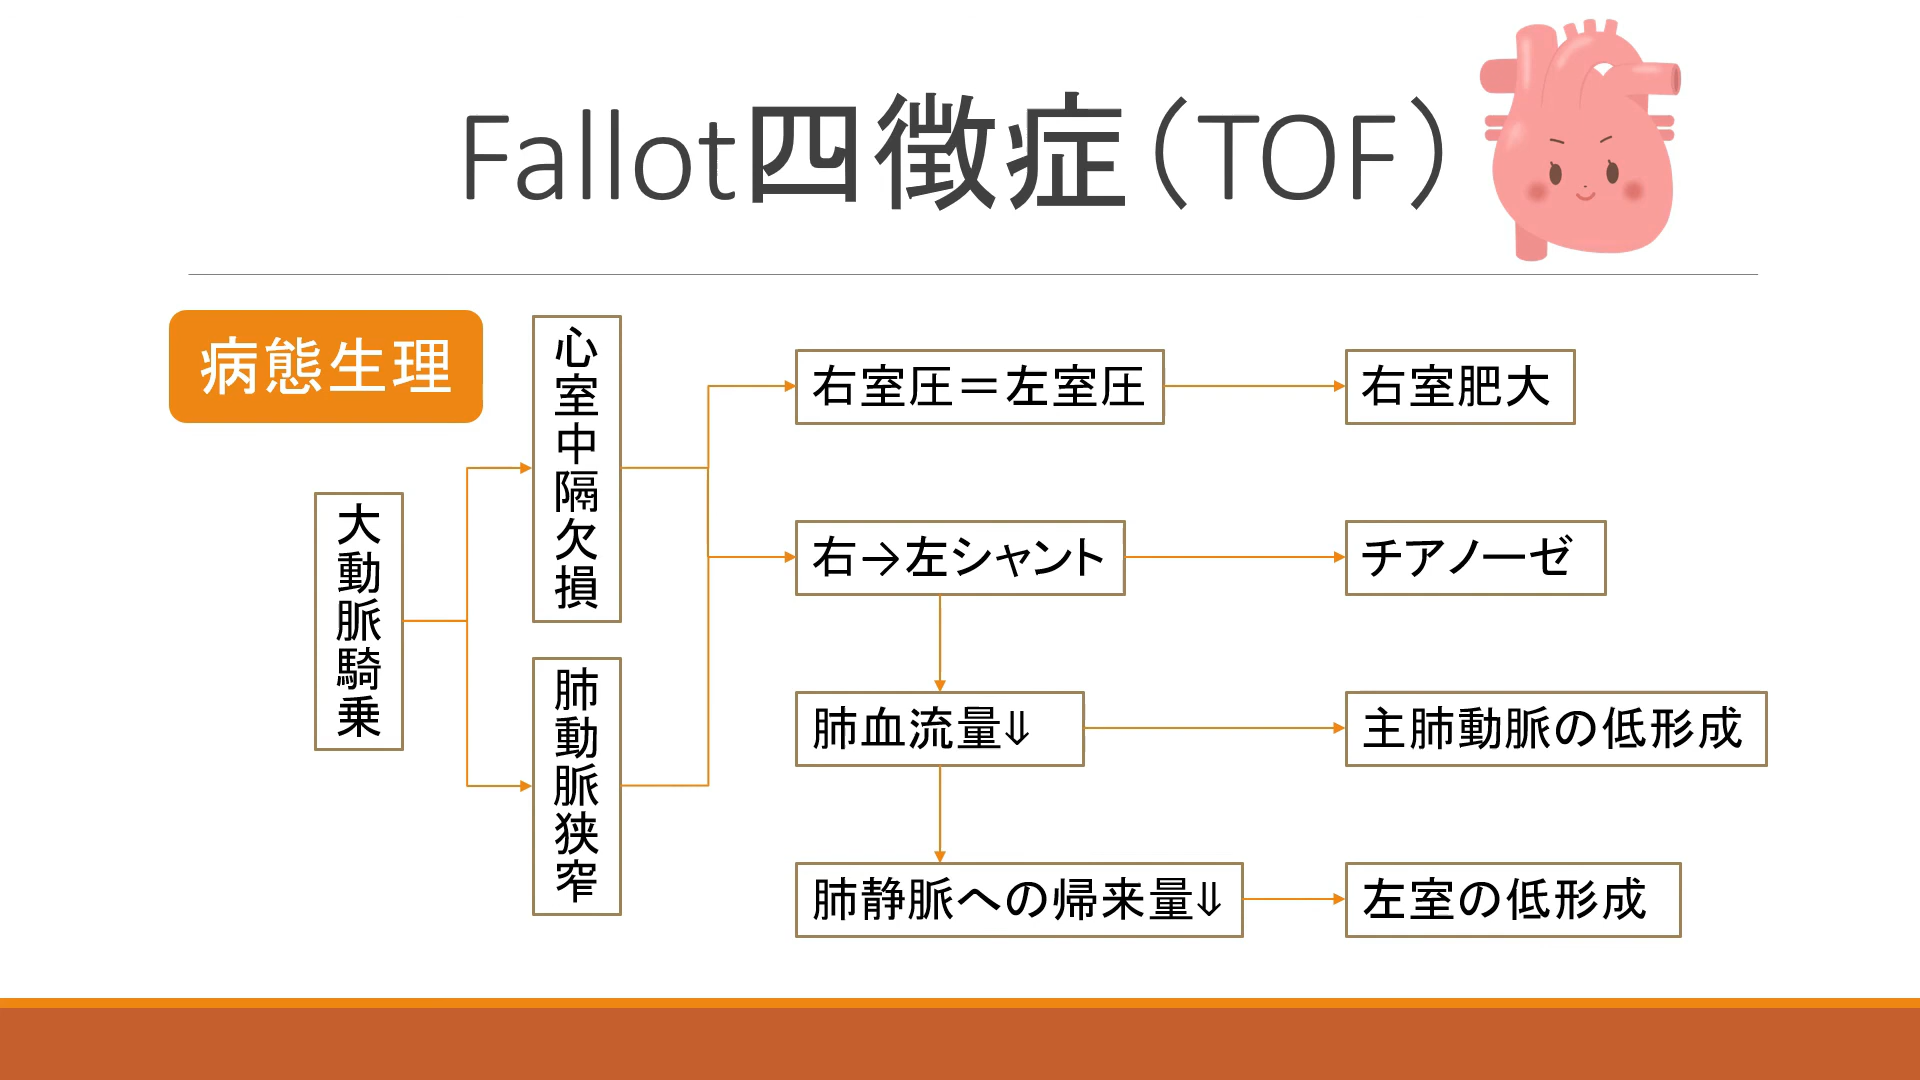 Fallot四徴症（TOF）
病態生理
大動脈騎乗
心室中隔欠損
肺動脈狭窄
右室圧＝左室圧
右室肥大
右→左シャント
チアノーゼ
肺血流量⇓
主肺動脈の低形成
肺静脈への帰来量⇓
左室の低形成